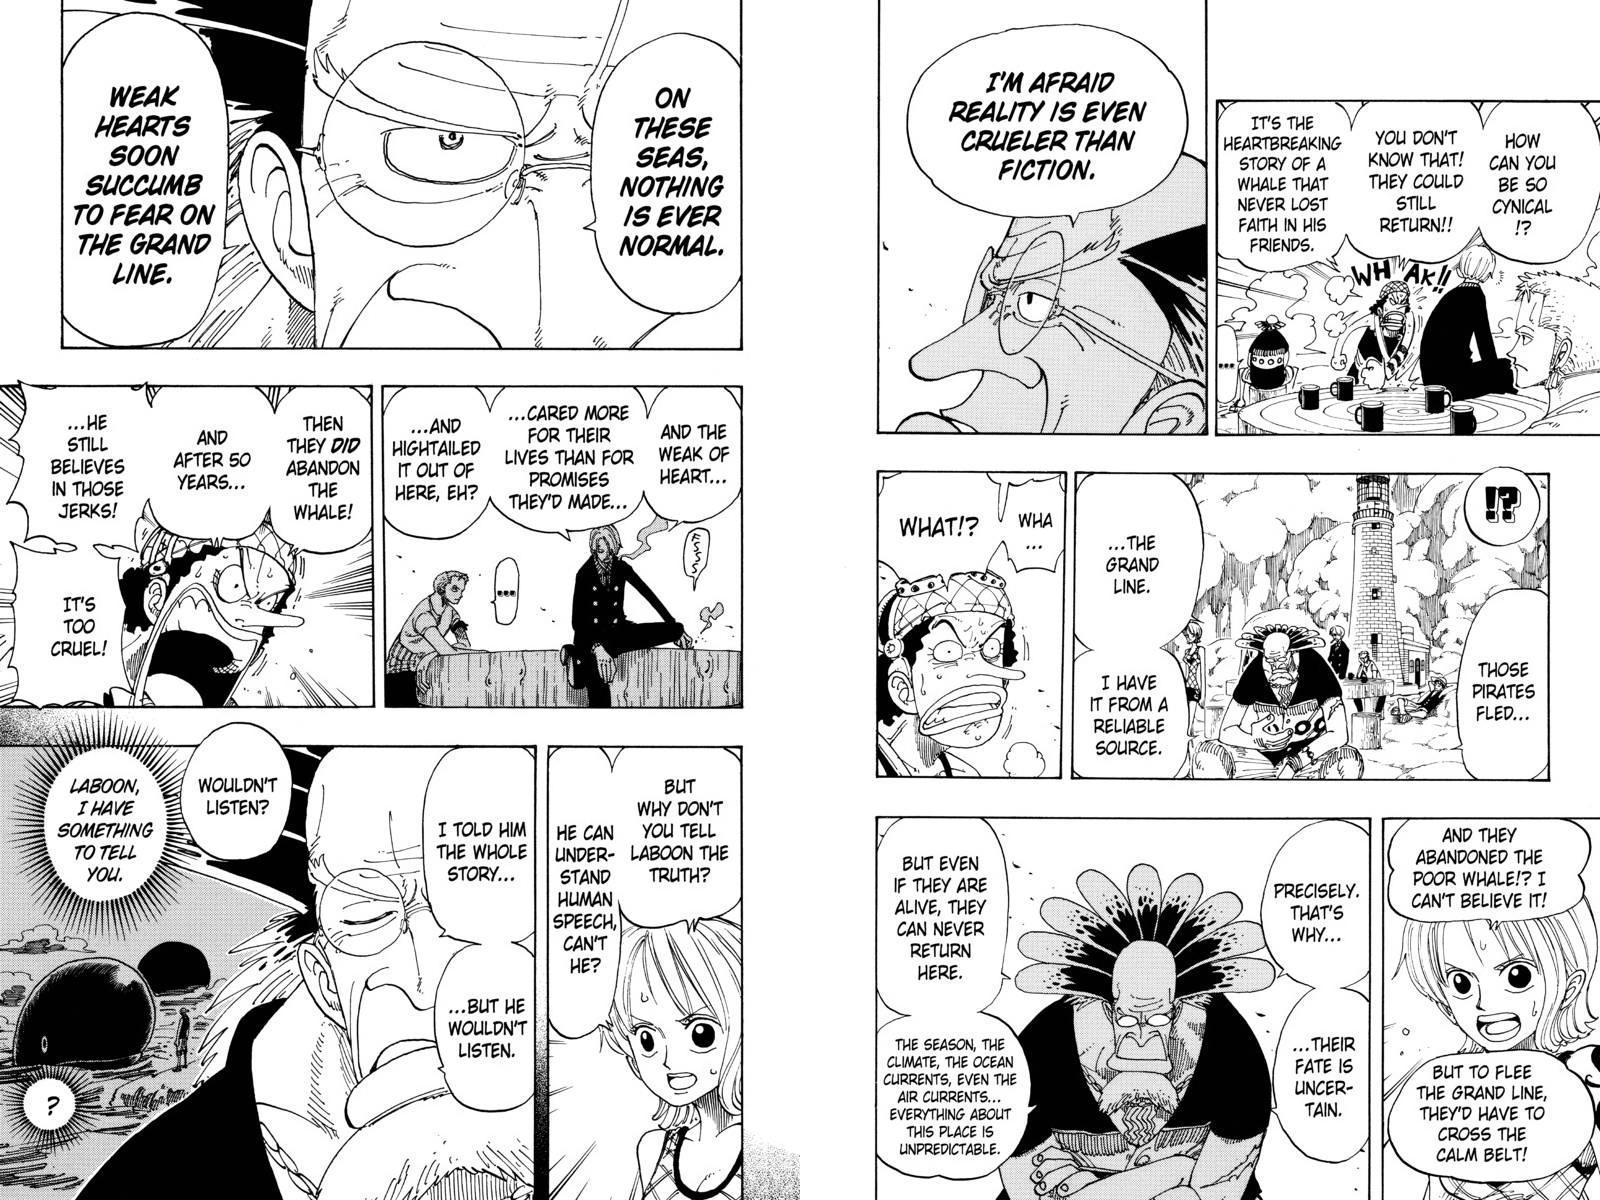 HOW
CAN YOU
BE SO
CYNICAL
!?
YOU DON'T
KNOW THAT!
THEY COULD
STILL
RETURN!!
IT'S THE
HEARTBREAKING
STORY OF A
WHALE THAT
NEVER LOST
FAITH IN HIS
FRIENDS.
WHAK!!
...
I'M AFRAID
REALITY IS EVEN
CRUELER THAN
FICTION.
!?
THOSE
PIRATES
FLED...
...THE
GRAND
LINE.
I HAVE
IT FROM A
RELIABLE
SOURCE.
WHA
...
WHAT!?
AND THEY
ABANDONED THE
POOR WHALE!? I
CAN'T BELIEVE IT!
BUT TO FLEE
THE GRAND LINE,
THEY'D HAVE TO
CROSS THE
CALM BELT!
PRECISELY.
THAT'S
WHY...
...THEIR
FATE IS
UNCER-
TAIN.
BUT EVEN
IF THEY ARE
ALIVE, THEY
CAN NEVER
RETURN
HERE.
THE SEASON, THE
CLIMATE, THE OCEAN
CURRENTS, EVEN THE
AIR CURRENTS...
EVERYTHING ABOUT
THIS PLACE IS
UNPREDICTABLE.
ON
THESE
SEAS,
NOTHING
IS EVER
NORMAL.
WEAK
HEARTS
SOON
SUCCUMB
TO FEAR ON
THE GRAND
LINE.
AND THE
WEAK OF
HEART...
...CARED MORE
FOR THEIR
LIVES THAN FOR
PROMISES
THEY'D MADE...
...AND
HIGHTAILED
IT OUT OF
HERE, EH?
...
THEN
THEY DID
ABANDON
THE
WHALE!
AND
AFTER 50
YEARS...
...HE
STILL
BELIEVES
IN THOSE
JERKS!
IT'S
TOO
CRUEL!
BUT
WHY DON'T
YOU TELL
LABOON THE
TRUTH?
HE CAN
UNDER-
STAND
HUMAN
SPEECH,
CAN'T
HE?
I TOLD HIM
THE WHOLE
STORY...
...BUT HE
WOULDN'T
LISTEN.
WOULDN'T
LISTEN?
LABOON,
I HAVE
SOMETHING
TO TELL
YOU.
?